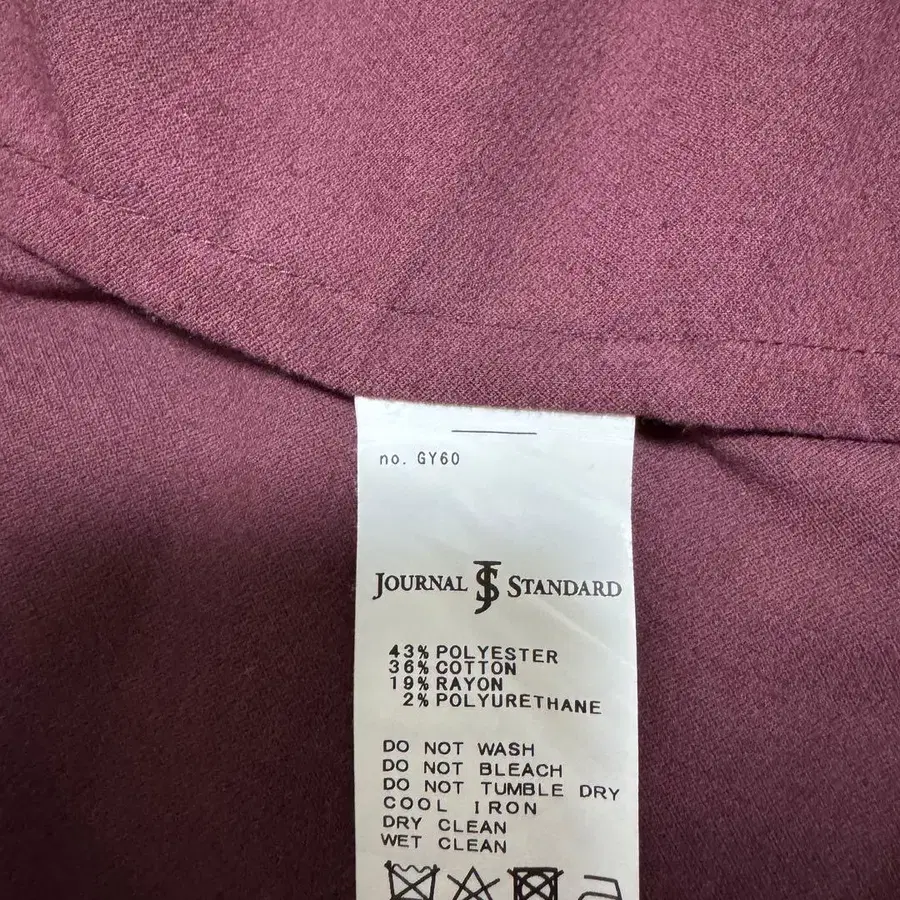 no. GY60
JOURNAL JS STANDARD
43% POLYESTER
36% COTTON
19% RAYON
2% POLYURETHANE
DO NOT WASH
DO NOT BLEACH
DO NOT TUMBLE DRY
COOL IRON
DRY CLEAN
WET CLEAN